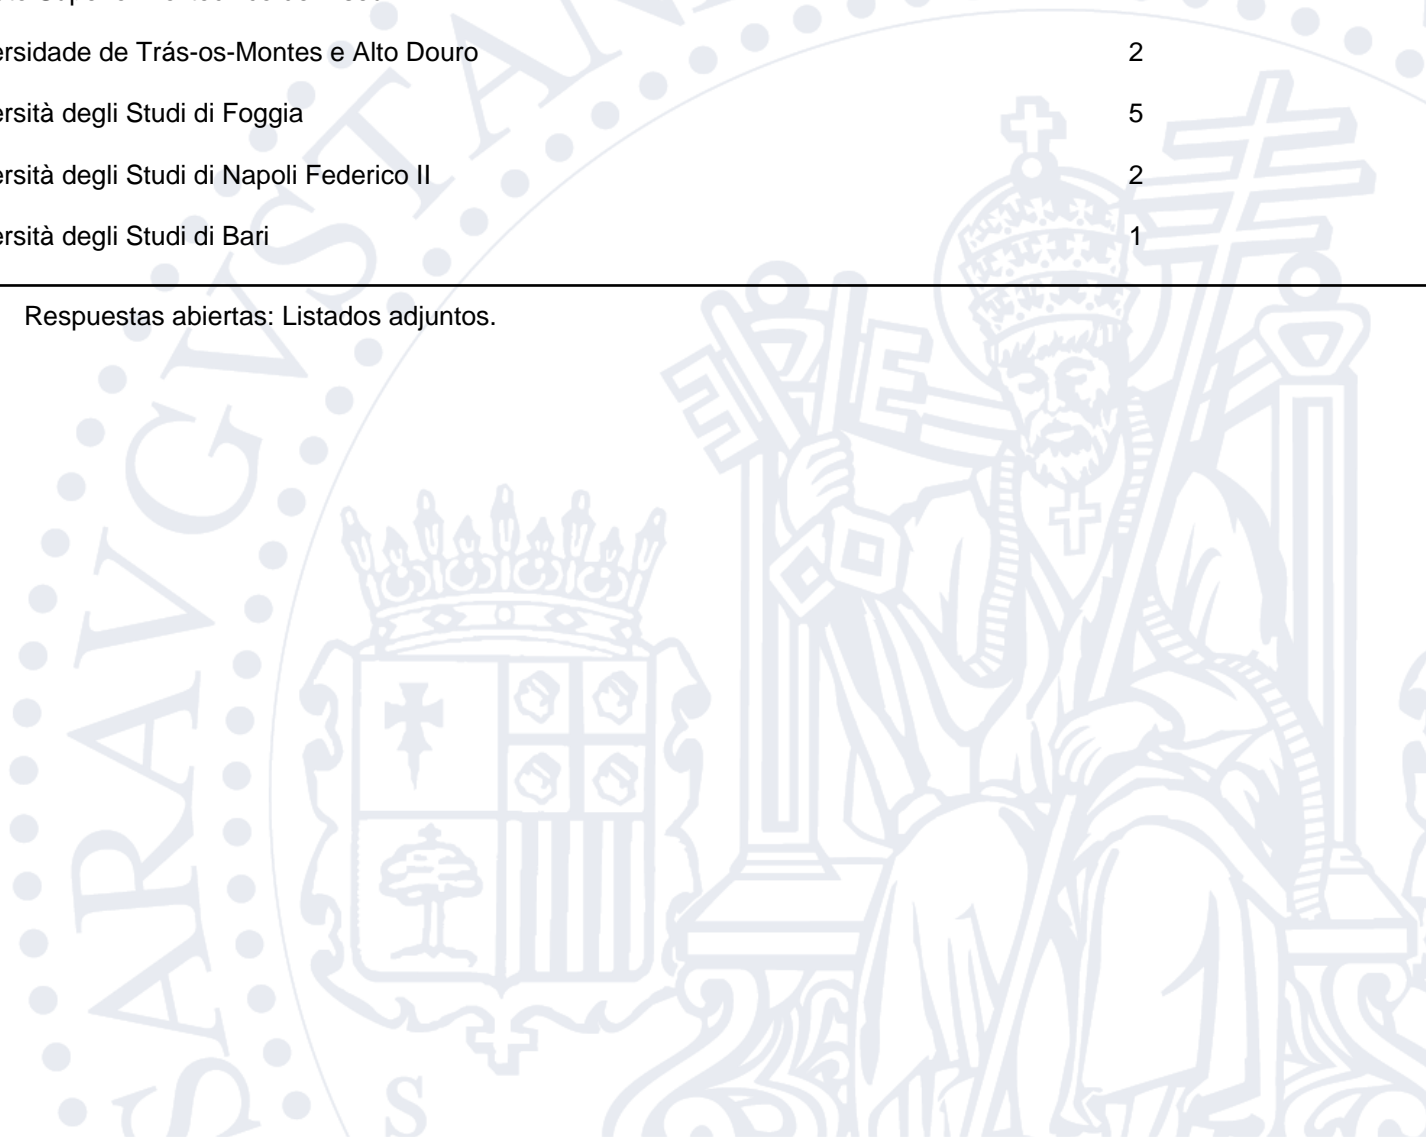 ersidade de Trás-os-Montes e Alto Douro 2
ersità degli Studi di Foggia 5
ersità degli Studi di Napoli Federico II 2
ersità degli Studi di Bari 1
Respuestas abiertas: Listados adjuntos.
SARAVGVSTAN
S